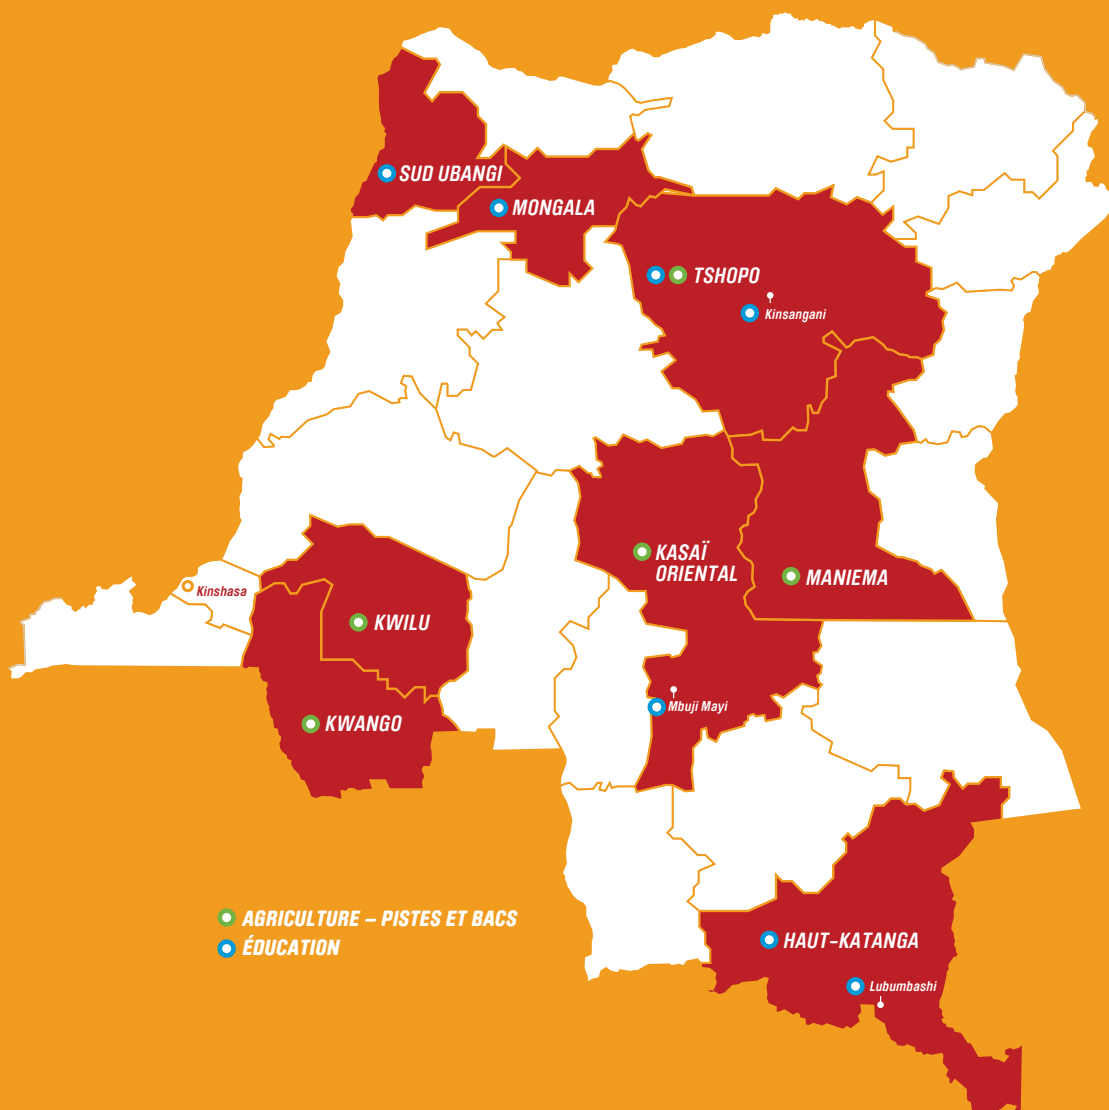 SUD UBANGI
MONGALA
TSHOPO
Kinsangani
KASAÏ
ORIENTAL
MANIEMA
Kinshasa
KWILU
Mbuji Mayi
KWANGO
AGRICULTURE – PISTES ET BACS
ÉDUCATION
HAUT-KATANGA
Lubumbashi